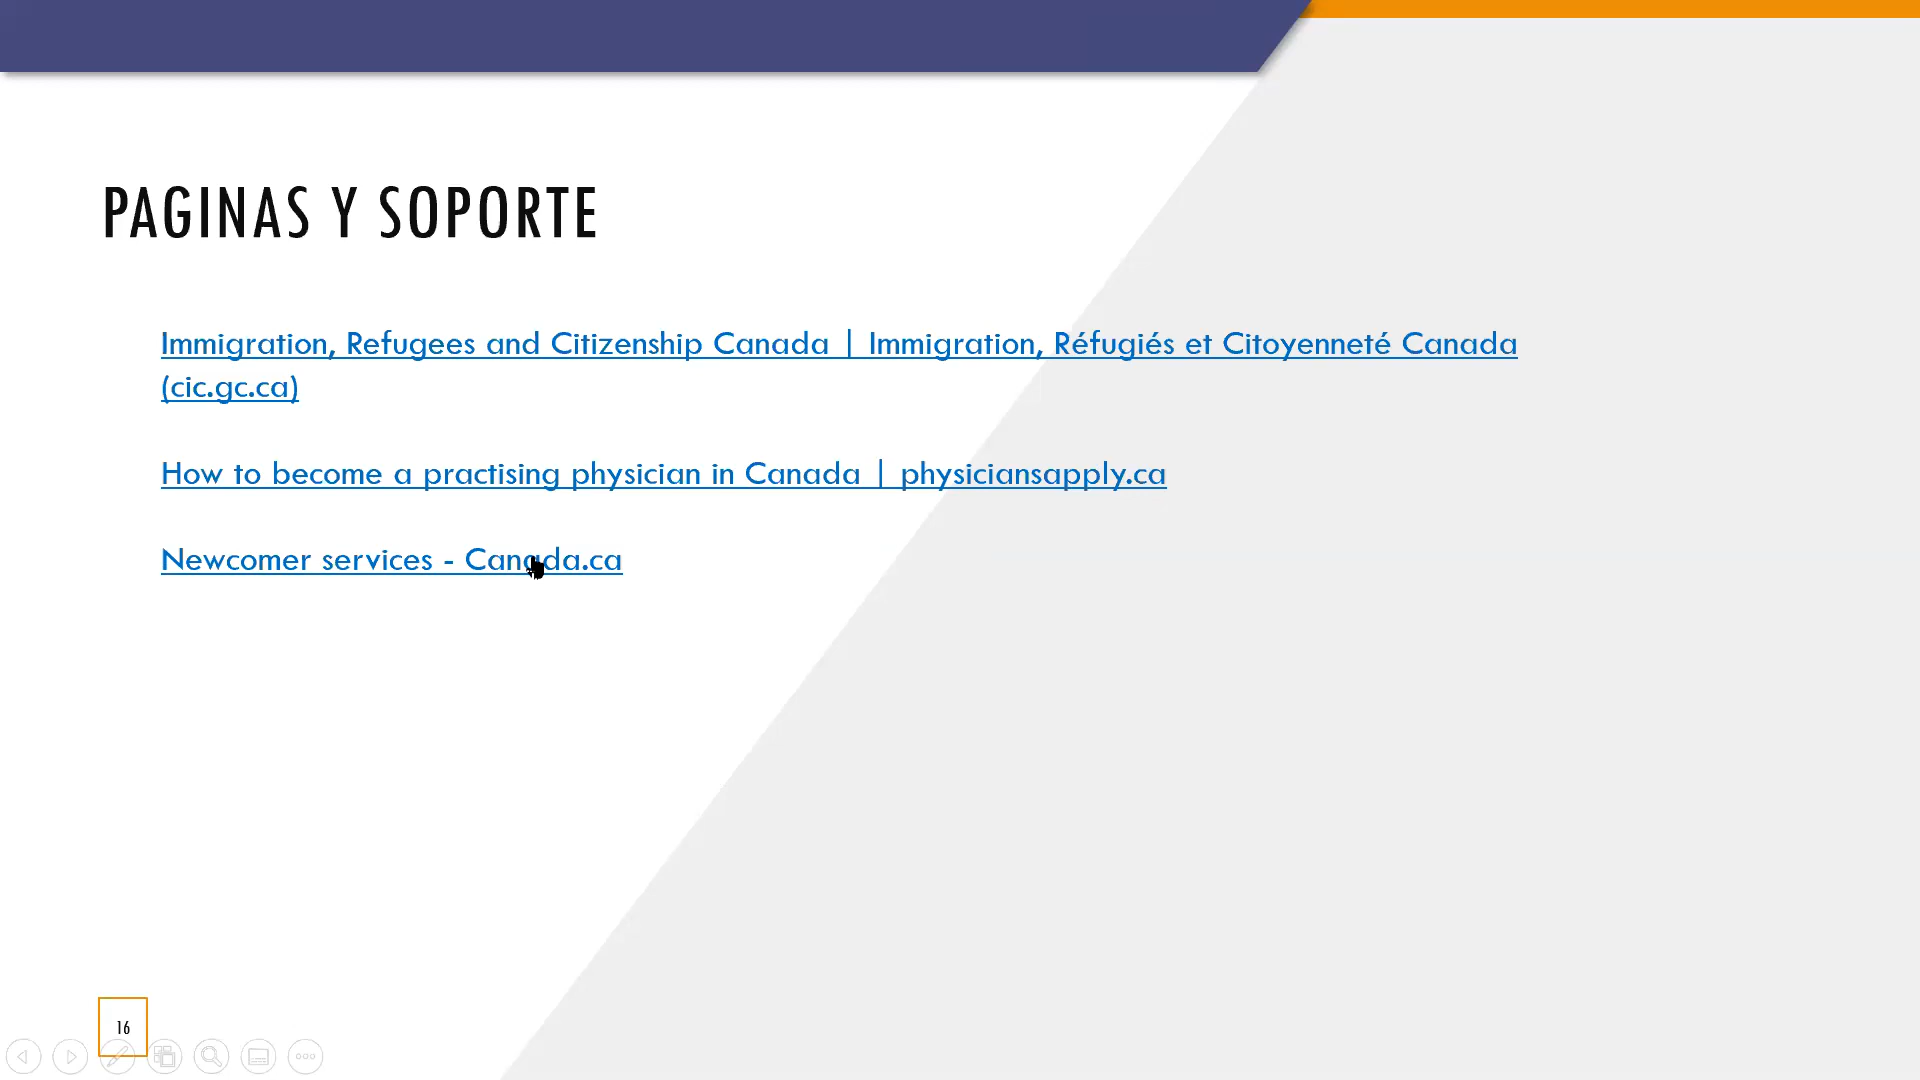 PAGINAS Y SOPORTE
Immigration, Refugees and Citizenship Canada | Immigration, Réfugiés et Citoyenneté Canada
(cic.gc.ca)
How to become a practising physician in Canada | physiciansapply.ca
Newcomer services - Canada.ca
16